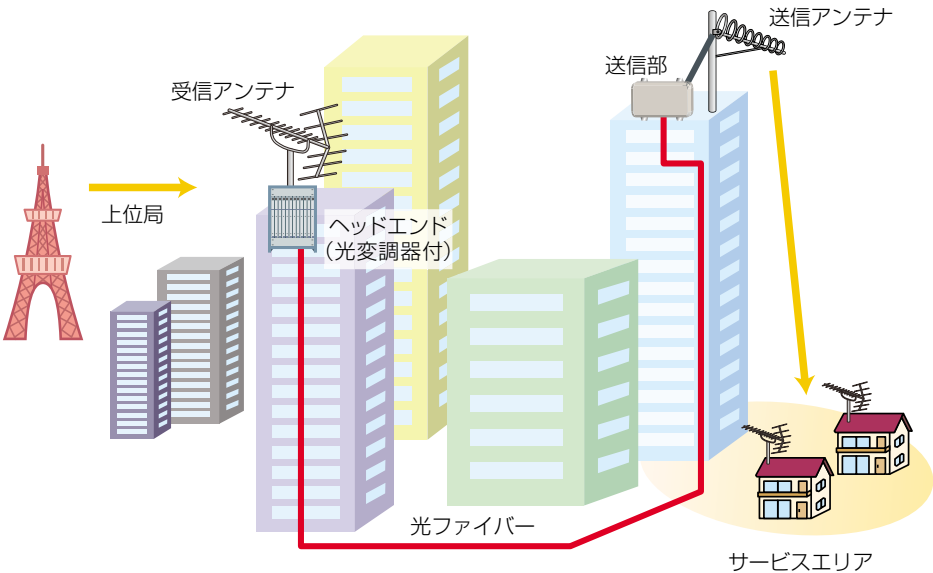 送信アンテナ
送信部
受信アンテナ
上位局
ヘッドエンド
（光変調器付）
光ファイバー
サービスエリア